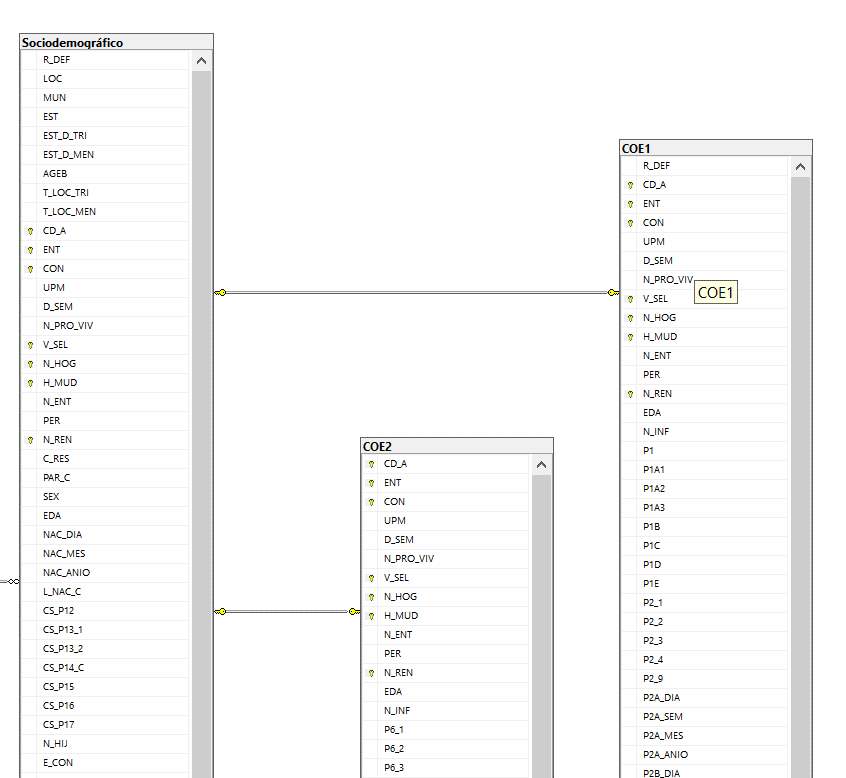 Sociodemográfico
R_DEF
LOC
MUN
EST
EST_D_TRI
EST_D_MEN
AGEB
T_LOC_TRI
T_LOC_MEN
CD_A
ENT
CON
UPM
D_SEM
N_PRO_VIV
V_SEL
N_HOG
H_MUD
N_ENT
PER
N_REN
C_RES
PAR_C
SEX
EDA
NAC_DIA
NAC_MES
NAC_ANIO
L_NAC_C
CS_P12
CS_P13_1
CS_P13_2
CS_P14_C
CS_P15
CS_P16
CS_P17
N_HIJ
E_CON
COE2
CD_A
ENT
CON
UPM
D_SEM
N_PRO_VIV
V_SEL
N_HOG
H_MUD
N_ENT
PER
N_REN
EDA
N_INF
P6_1
P6_2
P6_3
COE1
R_DEF
CD_A
ENT
CON
UPM
D_SEM
N_PRO_VIV
COE1
V_SEL
N_HOG
H_MUD
N_ENT
PER
N_REN
EDA
N_INF
P1
P1A1
P1A2
P1A3
P1B
P1C
P1D
P1E
P2_1
P2_2
P2_3
P2_4
P2_9
P2A_DIA
P2A_SEM
P2A_MES
P2A_ANIO
P2B_DIA